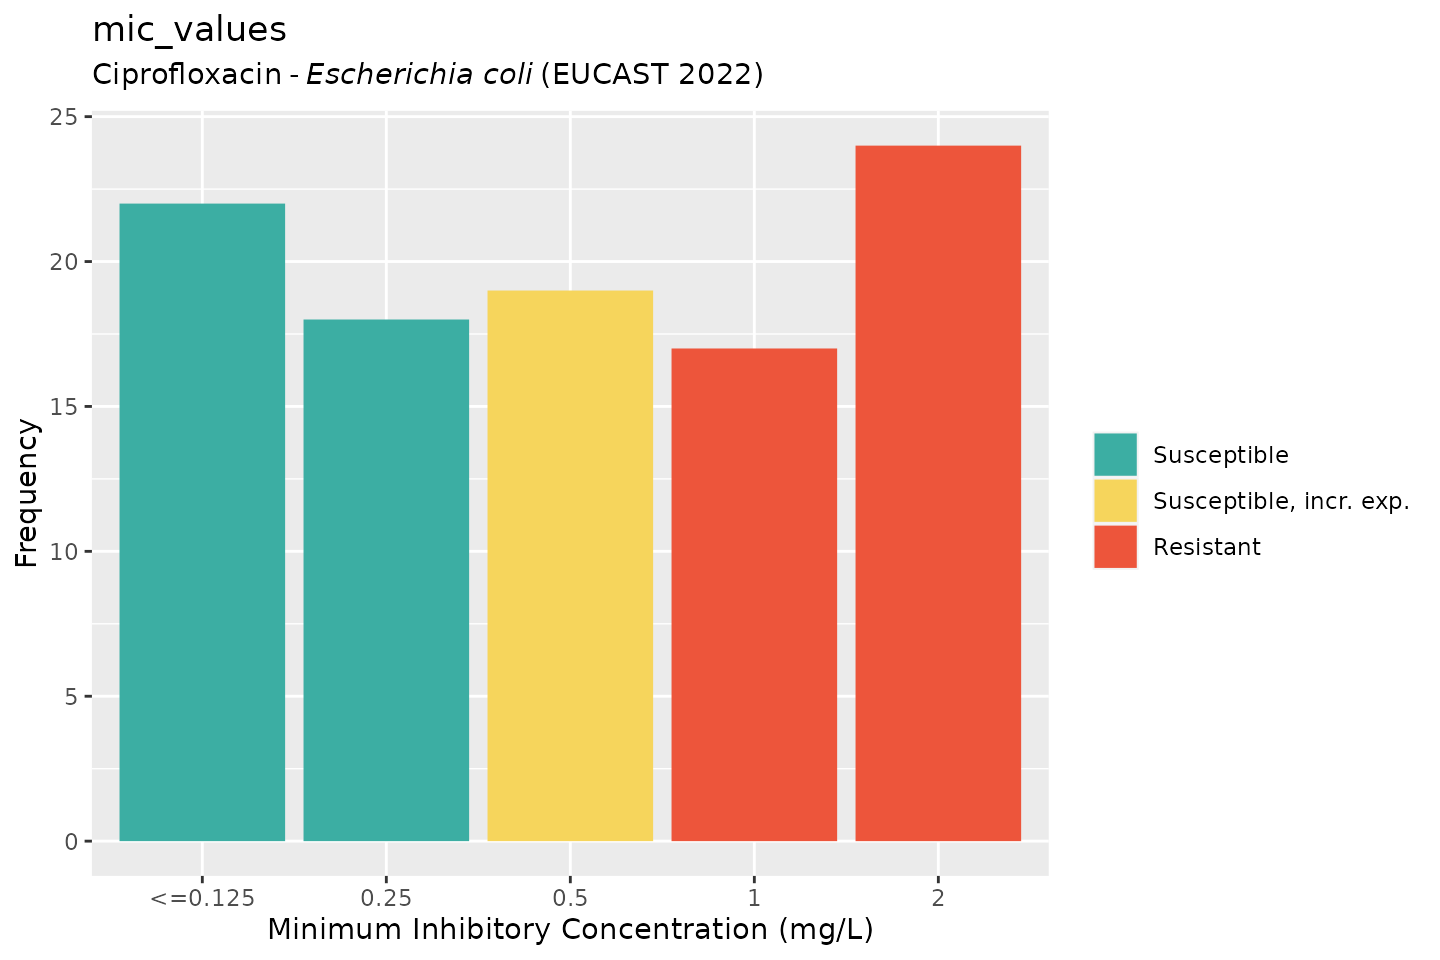 mic_values
Ciprofloxacin - Escherichia coli (EUCAST 2022)
25
20
15
10
5
0
Frequency
<=0.125 0.25 0.5 1 2
Minimum Inhibitory Concentration (mg/L)
Susceptible
Susceptible, incr. exp.
Resistant